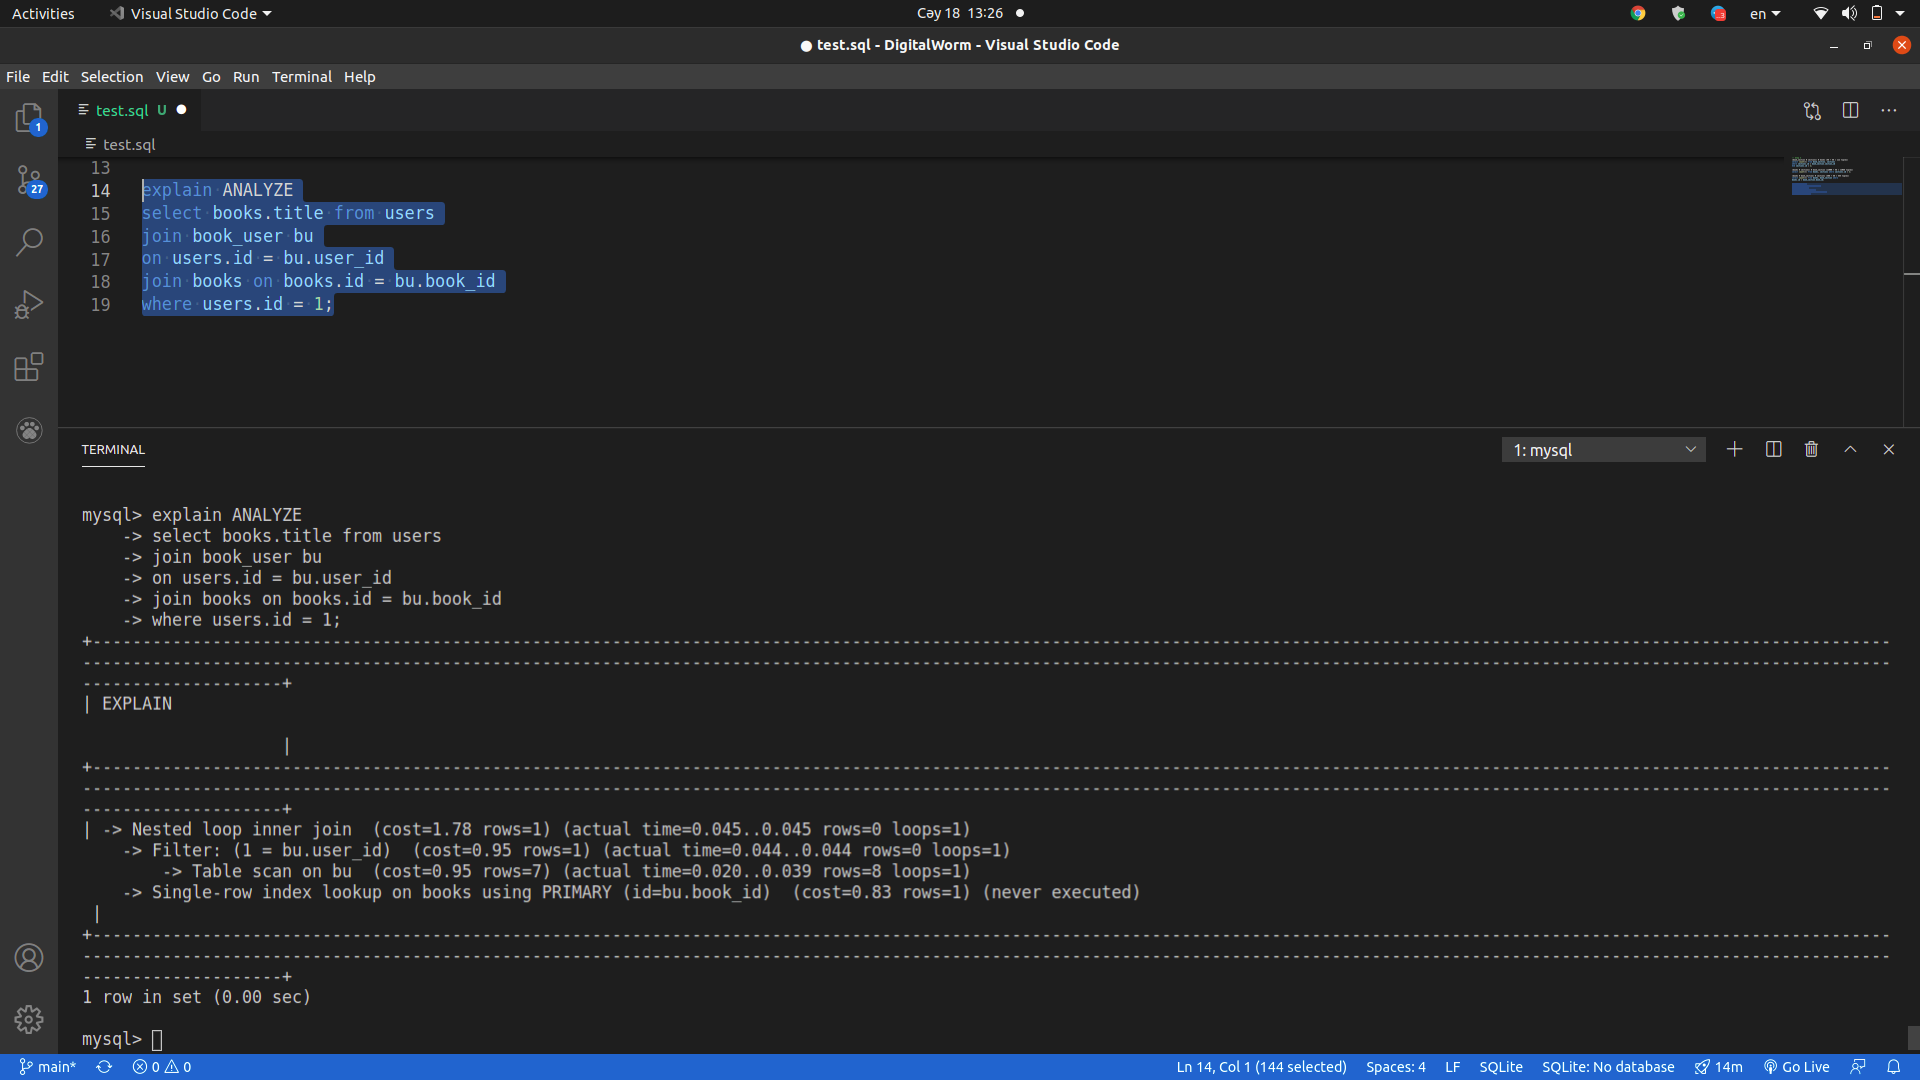 Activities Visual Studio Code Cəy 18 13:26 en
● test.sql - DigitalWorm - Visual Studio Code
File Edit Selection View Go Run Terminal Help
test.sql U
test.sql
1
27
13
14 explain ANALYZE
15 select books.title from users
16 join book_user bu
17 on users.id = bu.user_id
18 join books on books.id = bu.book_id
19 where users.id = 1;
TERMINAL 1: mysql
mysql> explain ANALYZE
-> select books.title from users
-> join book_user bu
-> on users.id = bu.user_id
-> join books on books.id = bu.book_id
-> where users.id = 1;
| EXPLAIN
|
| -> Nested loop inner join (cost=1.78 rows=1) (actual time=0.045..0.045 rows=0 loops=1)
-> Filter: (1 = bu.user_id) (cost=0.95 rows=1) (actual time=0.044..0.044 rows=0 loops=1)
-> Table scan on bu (cost=0.95 rows=7) (actual time=0.020..0.039 rows=8 loops=1)
-> Single-row index lookup on books using PRIMARY (id=bu.book_id) (cost=0.83 rows=1) (never executed)
|
1 row in set (0.00 sec)
mysql>
main* 0 0 Ln 14, Col 1 (144 selected) Spaces: 4 LF SQLite SQLite: No database 14m Go Live